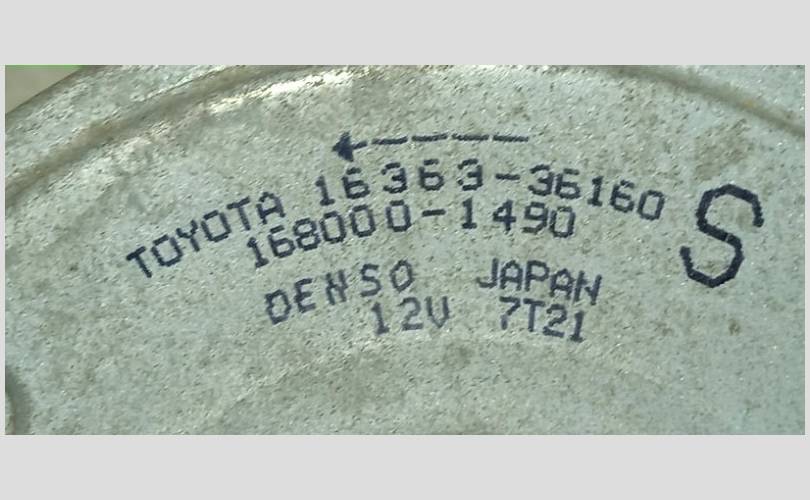 TOYOTA 16363-36160
S
168000-1490
DENSO JAPAN
12V 7T21